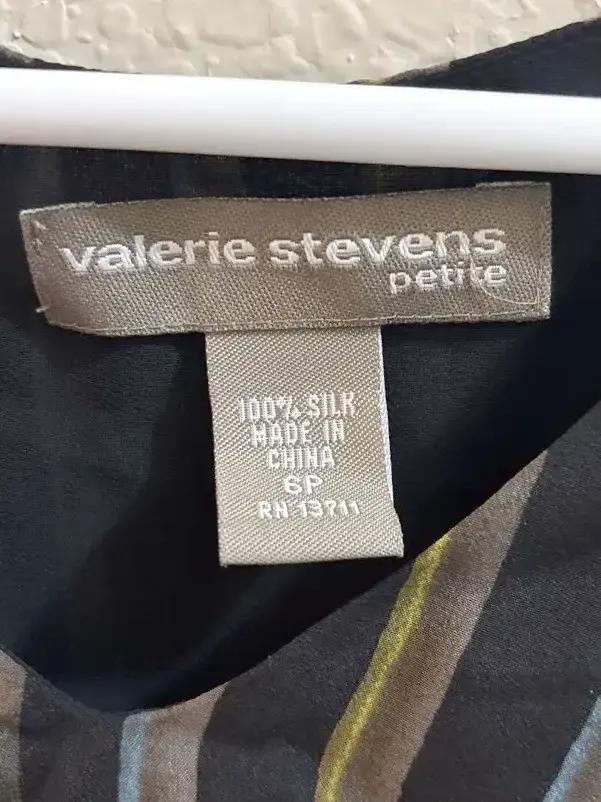 valerie stevens
petite
100% SILK
MADE IN
CHINA
6P
RN 13711